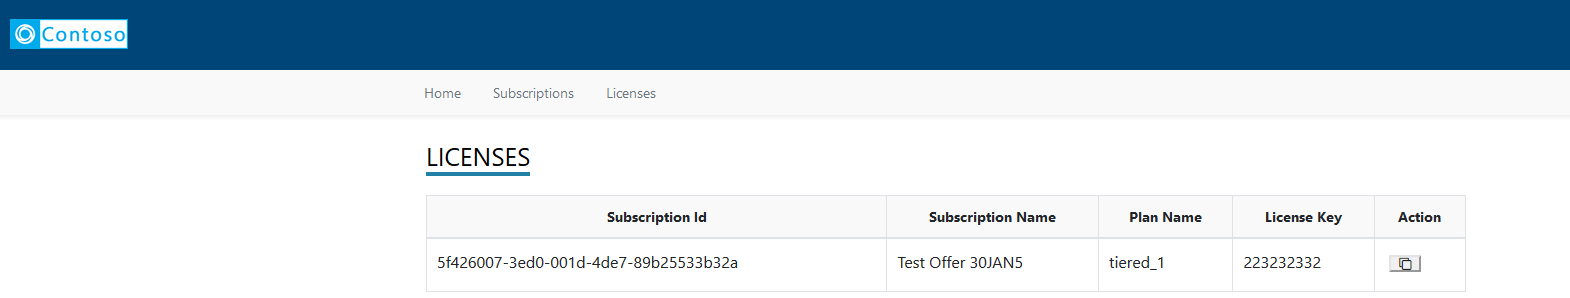 Contoso
Home Subscriptions Licenses
LICENSES
Subscription Id Subscription Name Plan Name License Key Action
5f426007-3ed0-001d-4de7-89b25533b32a Test Offer 30JAN5 tiered_1 223232332